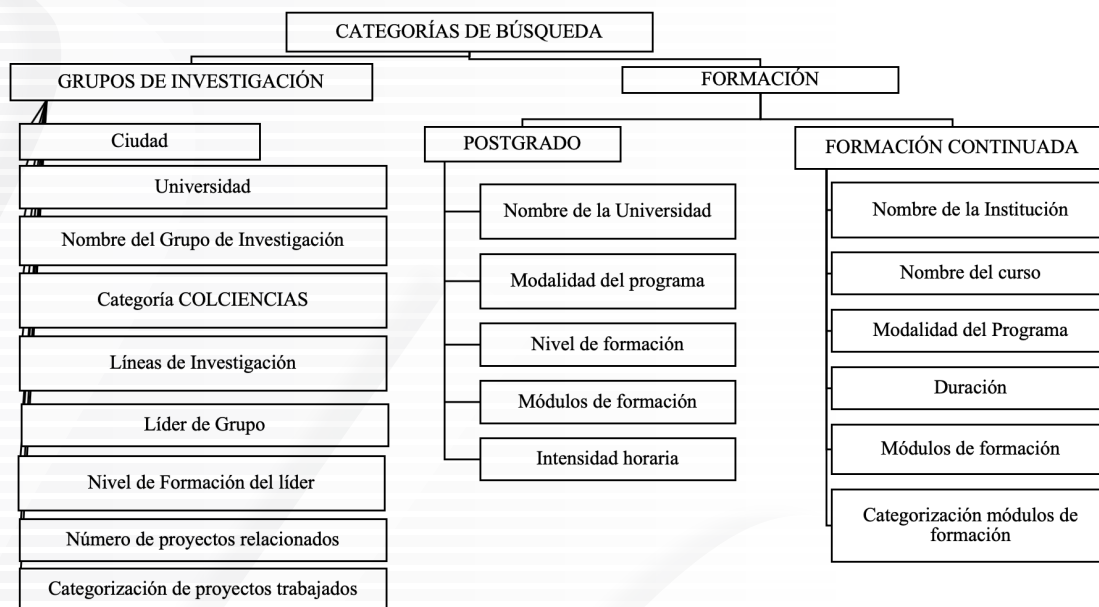 CATEGORÍAS DE BÚSQUEDA
GRUPOS DE INVESTIGACIÓN
Ciudad
Universidad
Nombre del Grupo de Investigación
Categoría COLCIENCIAS
Líneas de Investigación
Líder de Grupo
Nivel de Formación del líder
Número de proyectos relacionados
Categorización de proyectos trabajados
FORMACIÓN
POSTGRADO
Nombre de la Universidad
Modalidad del programa
Nivel de formación
Módulos de formación
Intensidad horaria
FORMACIÓN CONTINUADA
Nombre de la Institución
Nombre del curso
Modalidad del Programa
Duración
Módulos de formación
Categorización módulos de
formación